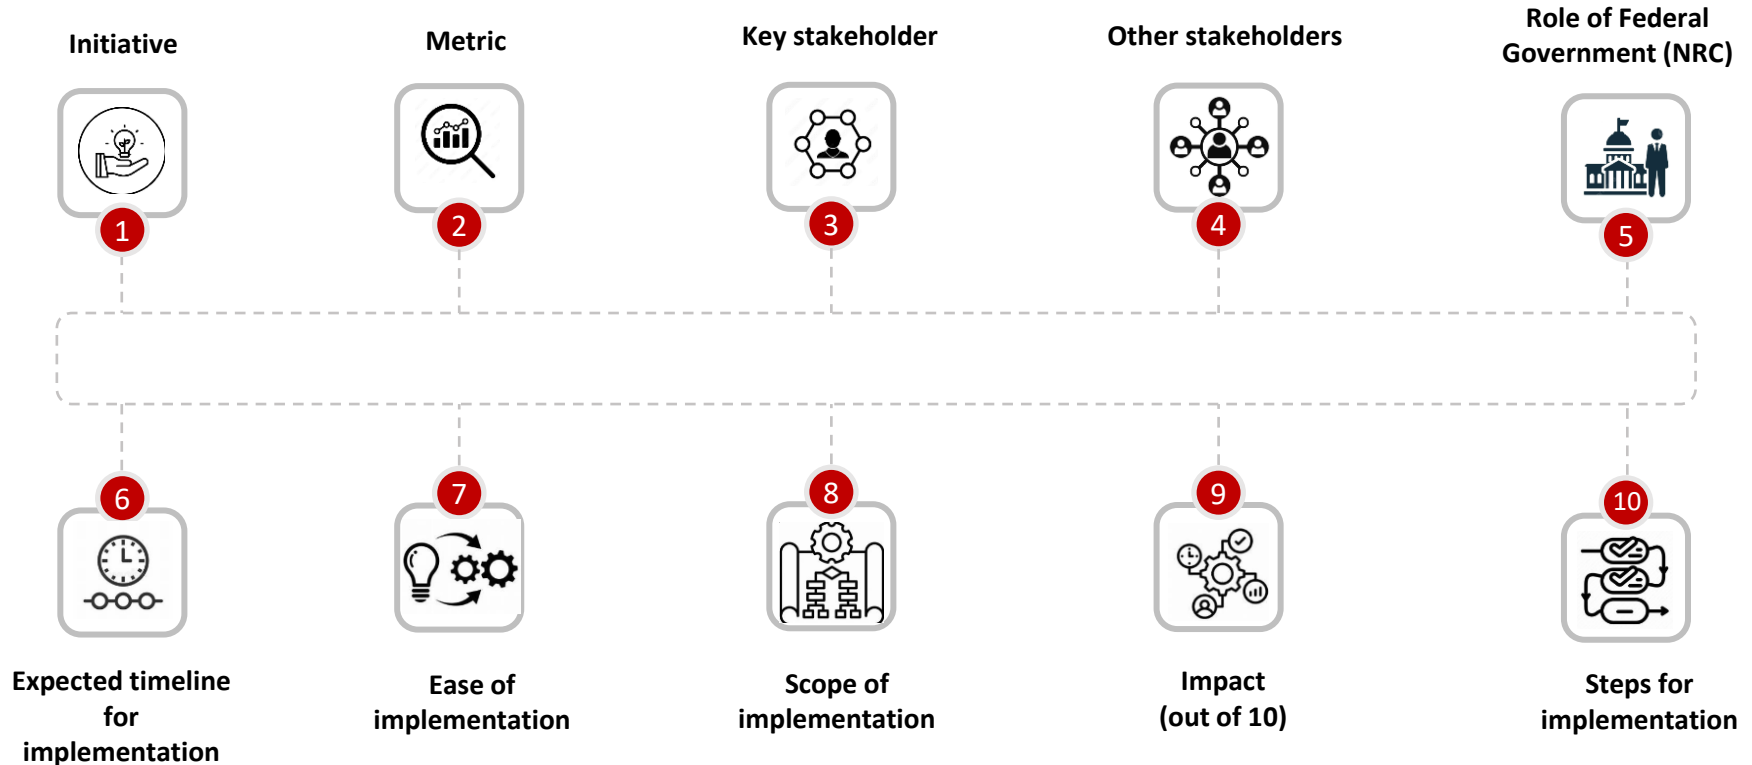 Initiative
Metric
Key stakeholder
Other stakeholders
Role of Federal
Government (NRC)
1
2
3
4
5
6
7
8
9
10
Expected timeline
for
implementation
Ease of
implementation
Scope of
implementation
Impact
(out of 10)
Steps for
implementation